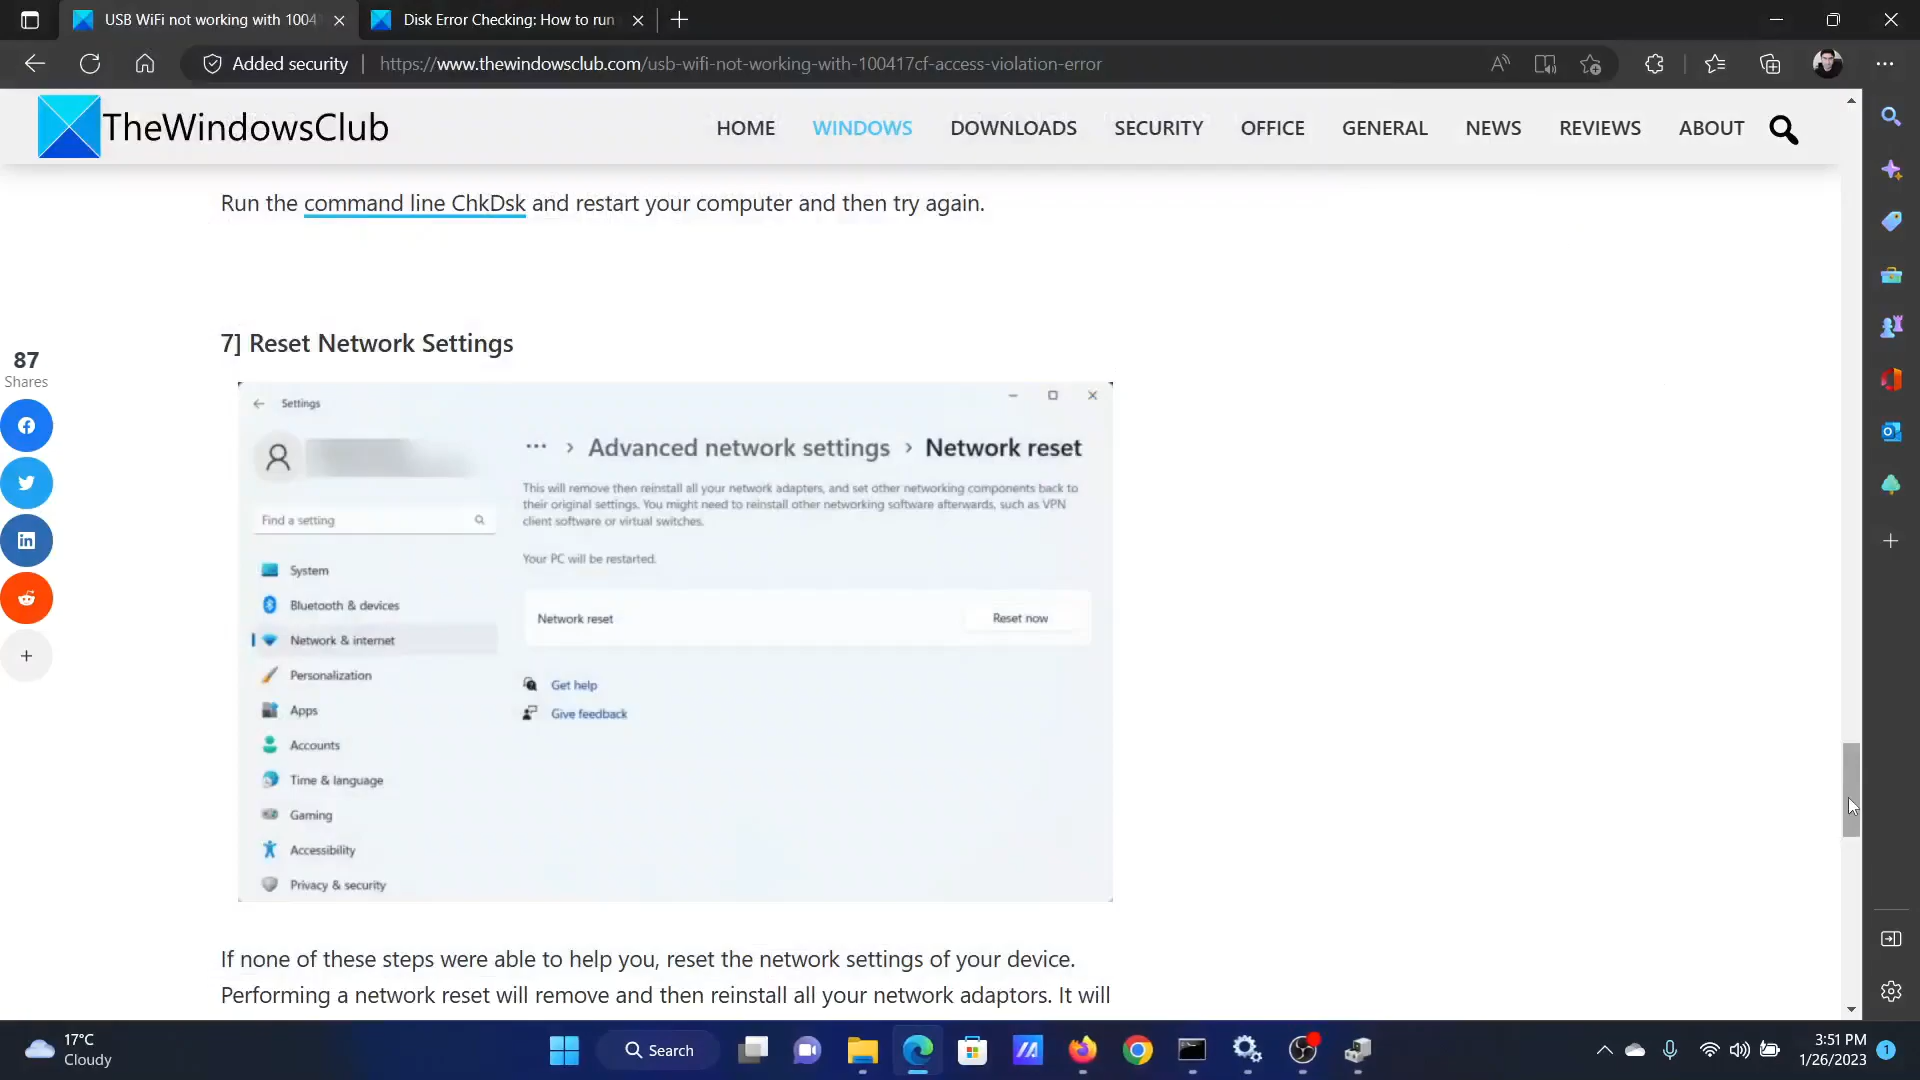 USB WiFi not working with 1004
Disk Error Checking: How to run
Added security
https://www.thewindowsclub.com/usb-wifi-not-working-with-100417cf-access-violation-error
TheWindowsClub
HOME
WINDOWS
DOWNLOADS
SECURITY
OFFICE
GENERAL
NEWS
REVIEWS
ABOUT
Run the command line ChkDsk and restart your computer and then try again.
7] Reset Network Settings
87
Shares
Settings
... > Advanced network settings > Network reset
This will remove then reinstall all your network adapters, and set other networking components back to
their original settings. You might need to reinstall other networking software afterwards, such as VPN
client software or virtual switches.
Your PC will be restarted.
Find a setting
System
Bluetooth & devices
Network & internet
Personalization
Apps
Accounts
Time & language
Gaming
Accessibility
Privacy & security
Network reset
Reset now
Get help
Give feedback
If none of these steps were able to help you, reset the network settings of your device.
Performing a network reset will remove and then reinstall all your network adaptors. It will
17°C
Cloudy
Search
3:51 PM
1/26/2023
1